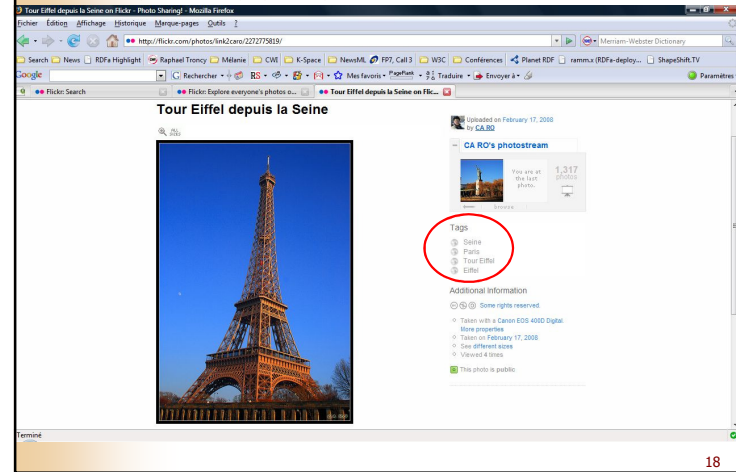 Tour Eiffel depuis la Seine on Flickr - Photo Sharing! - Mozilla Firefox
Fichier Édition Affichage Historique Marque-pages Outils ?
http://flickr.com/photos/link2caro/2272775819/
Merriam-Webster Dictionary
Search News RDFa Highlight Raphael Troncy Mélanie CWI K-Space NewsML FP7, Call 3 W3C Conférences Planet RDF ramm.x (RDFa-deploy... ShapeShift.TV
Google Rechercher RS Mes favoris PageRank Traduire Envoyer à Paramètres
Flickr: Search Flickr: Explore everyone's photos o... Tour Eiffel depuis la Seine on Flic...
Tour Eiffel depuis la Seine
ALL SIZES
Uploaded on February 17, 2008
by CA RO
CA RO's photostream
You are at the last photo.
1,317 photos
browse
Tags
Seine
Paris
Tour Eiffel
Eiffel
Additional Information
Some rights reserved
Taken with a Canon EOS 400D Digital.
More properties
Taken on February 17, 2008
See different sizes
Viewed 4 times
This photo is public
Terminé
18